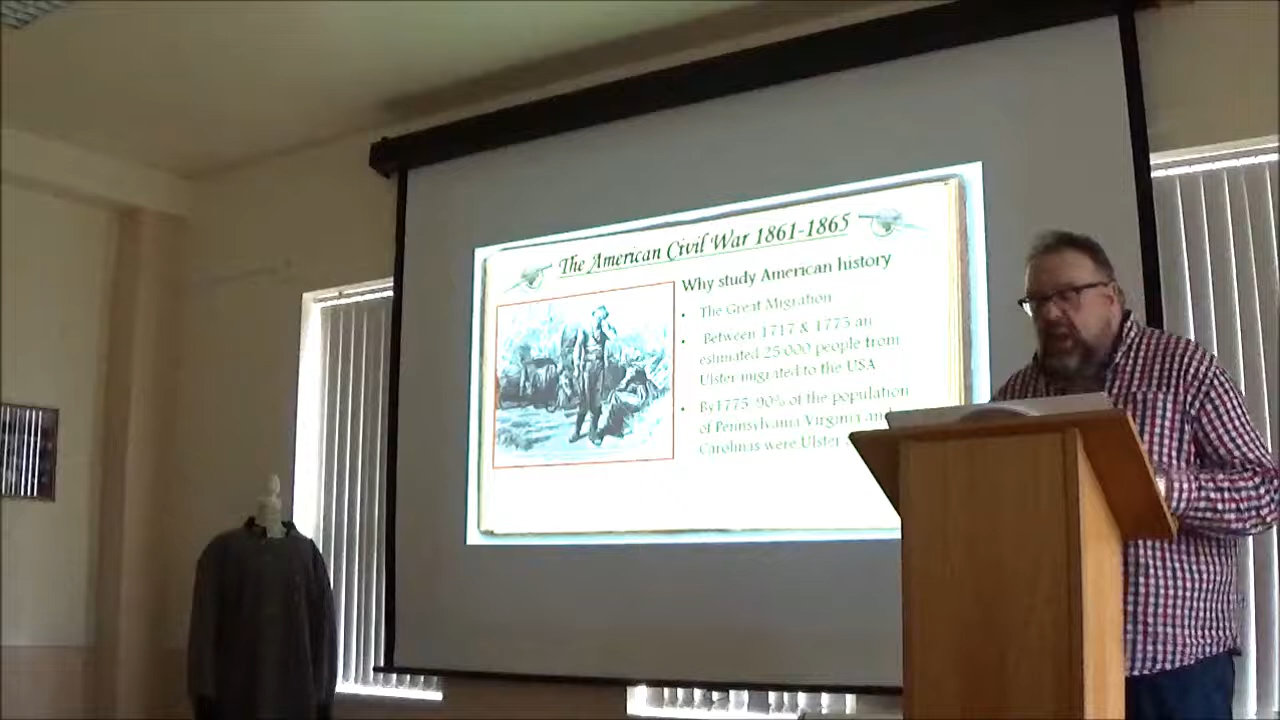 The American Civil War 1861-1865
Why study American history
• The Great Migration
• Between 1717 & 1775 an
estimated 25 000 people from
Ulster migrated to the USA
• By1775 90% of the population
of Pennsylvania Virginia an
Carolinas were Ulster